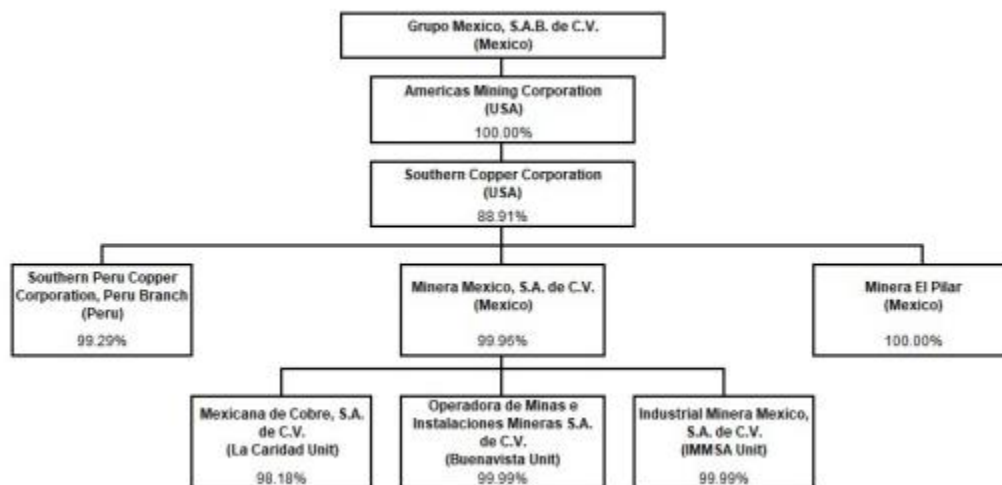 Grupo Mexico, S.A.B. de C.V.
(Mexico)
Americas Mining Corporation
(USA)
100.00%
Southern Copper Corporation
(USA)
88.91%
Southern Peru Copper
Corporation, Peru Branch
(Peru)
99.29%
Minera Mexico, S.A. de C.V.
(Mexico)
99.96%
Minera El Pilar
(Mexico)
100.00%
Mexicana de Cobre, S.A.
de C.V.
(La Caridad Unit)
98.18%
Operadora de Minas e
Instalaciones Mineras S.A.
de C.V.
(Buenavista Unit)
99.99%
Industrial Minera Mexico,
S.A. de C.V.
(IMMSA Unit)
99.99%